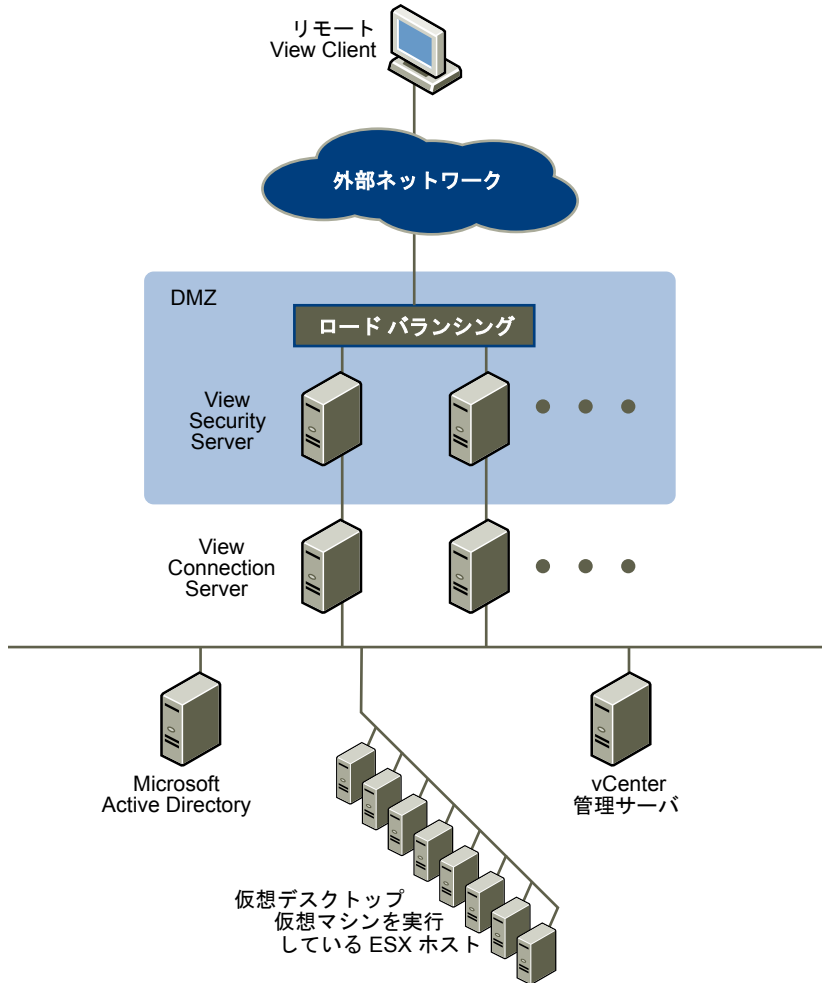 リモート
View Client
外部ネットワーク
DMZ
ロード バランシング
View
Security
Server
View
Connection
Server
Microsoft
Active Directory
vCenter
管理サーバ
仮想デスクトップ
仮想マシンを実行
している ESX ホスト